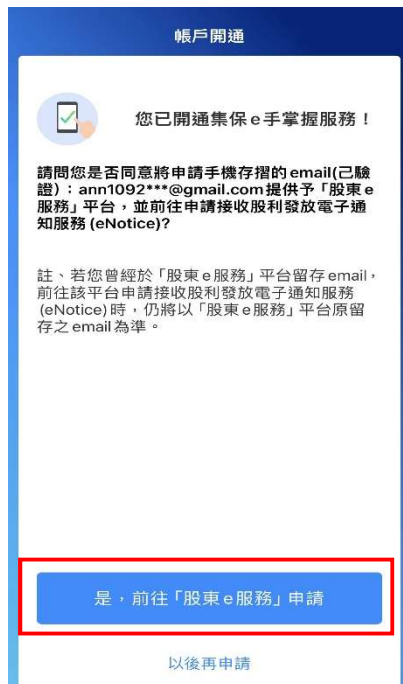 帳戶開通
您已開通集保e手掌握服務！
請問您是否同意將申請手機存摺的email(已驗
證)：ann1092***@gmail.com提供予「股東e
服務」平台，並前往申請接收股利發放電子通
知服務(eNotice)?
註、若您曾經於「股東e服務」平台留存email，
前往該平台申請接收股利發放電子通知服務
(eNotice)時，仍將以「股東e服務」平台原留
存之email為準。
是，前往「股東e服務」申請
以後再申請